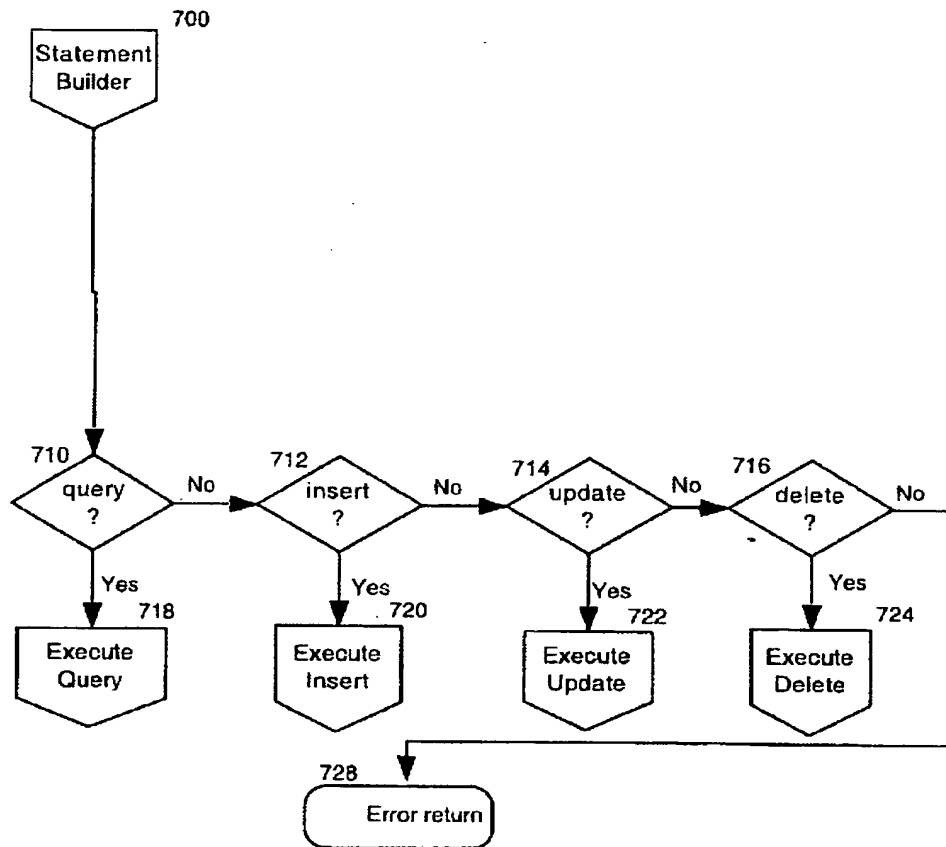 700
Statement
Builder
710
query
?
No
712
insert
?
No
714
update
?
No
716
delete
?
No
Yes
718
Execute
Query
Yes
720
Execute
Insert
Yes
722
Execute
Update
Yes
724
Execute
Delete
728
Error return